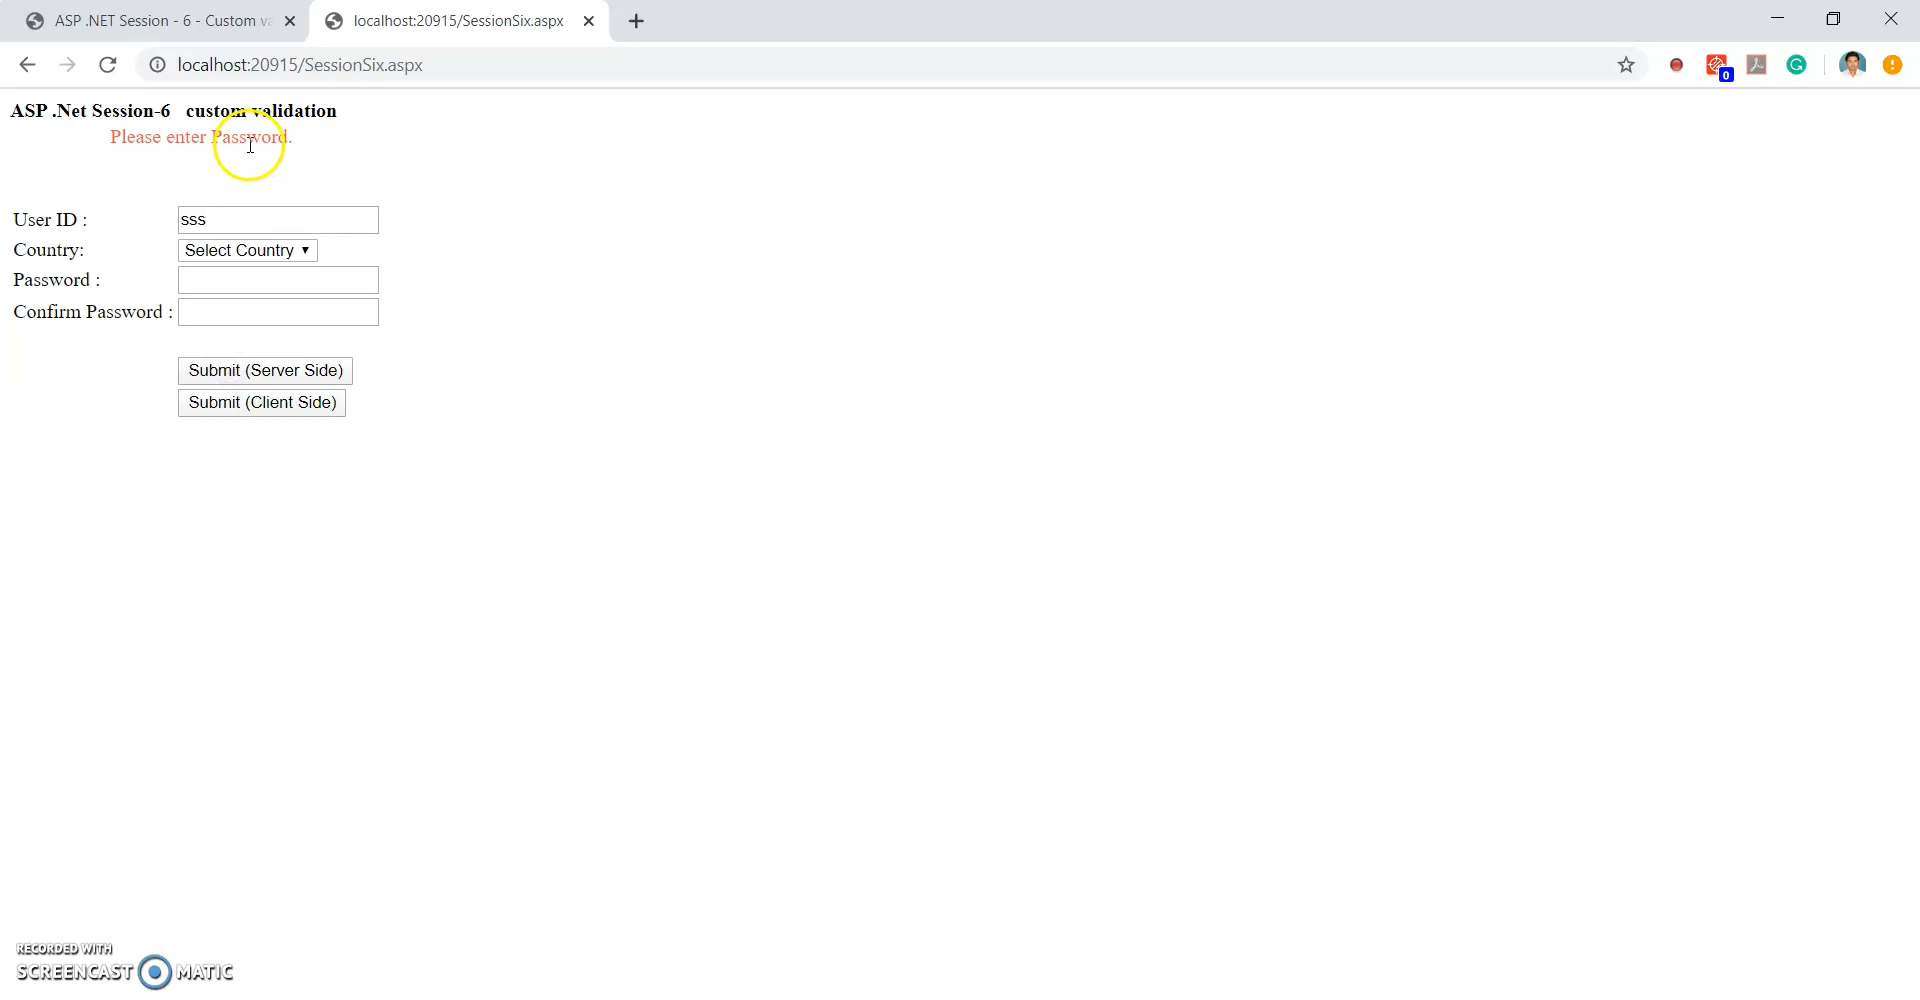 ASP .NET Session - 6 - Custom va
localhost:20915/SessionSix.aspx
localhost:20915/SessionSix.aspx
0
ASP .Net Session-6 custom validation
Please enter Password.
User ID : sss
Country: Select Country
Password :
Confirm Password :
Submit (Server Side)
Submit (Client Side)
RECORDED WITH
SCREENCAST MATIC